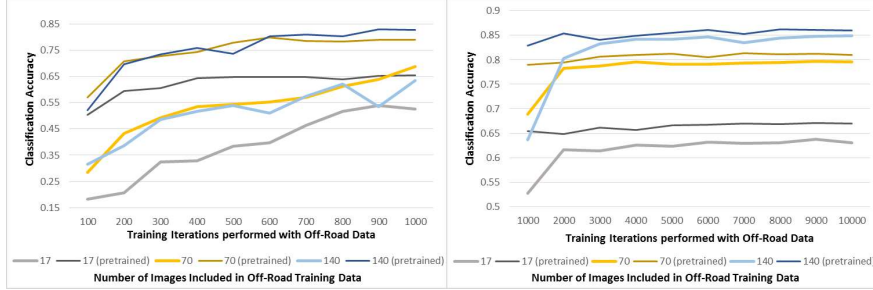 Classification Accuracy
0.85
0.75
0.65
0.55
0.45
0.35
0.25
0.15
100 200 300 400 500 600 700 800 900 1000
Training Iterations performed with Off-Road Data
17 17 (pretrained) 70 70 (pretrained) 140 140 (pretrained)
Number of Images Included in Off-Road Training Data
Classification Accuracy
0.9
0.85
0.8
0.75
0.7
0.65
0.6
0.55
0.5
1000 2000 3000 4000 5000 6000 7000 8000 9000 10000
Training Iterations performed with Off-Road Data
17 17 (pretrained) 70 70 (pretrained) 140 140 (pretrained)
Number of Images Included in Off-Road Training Data